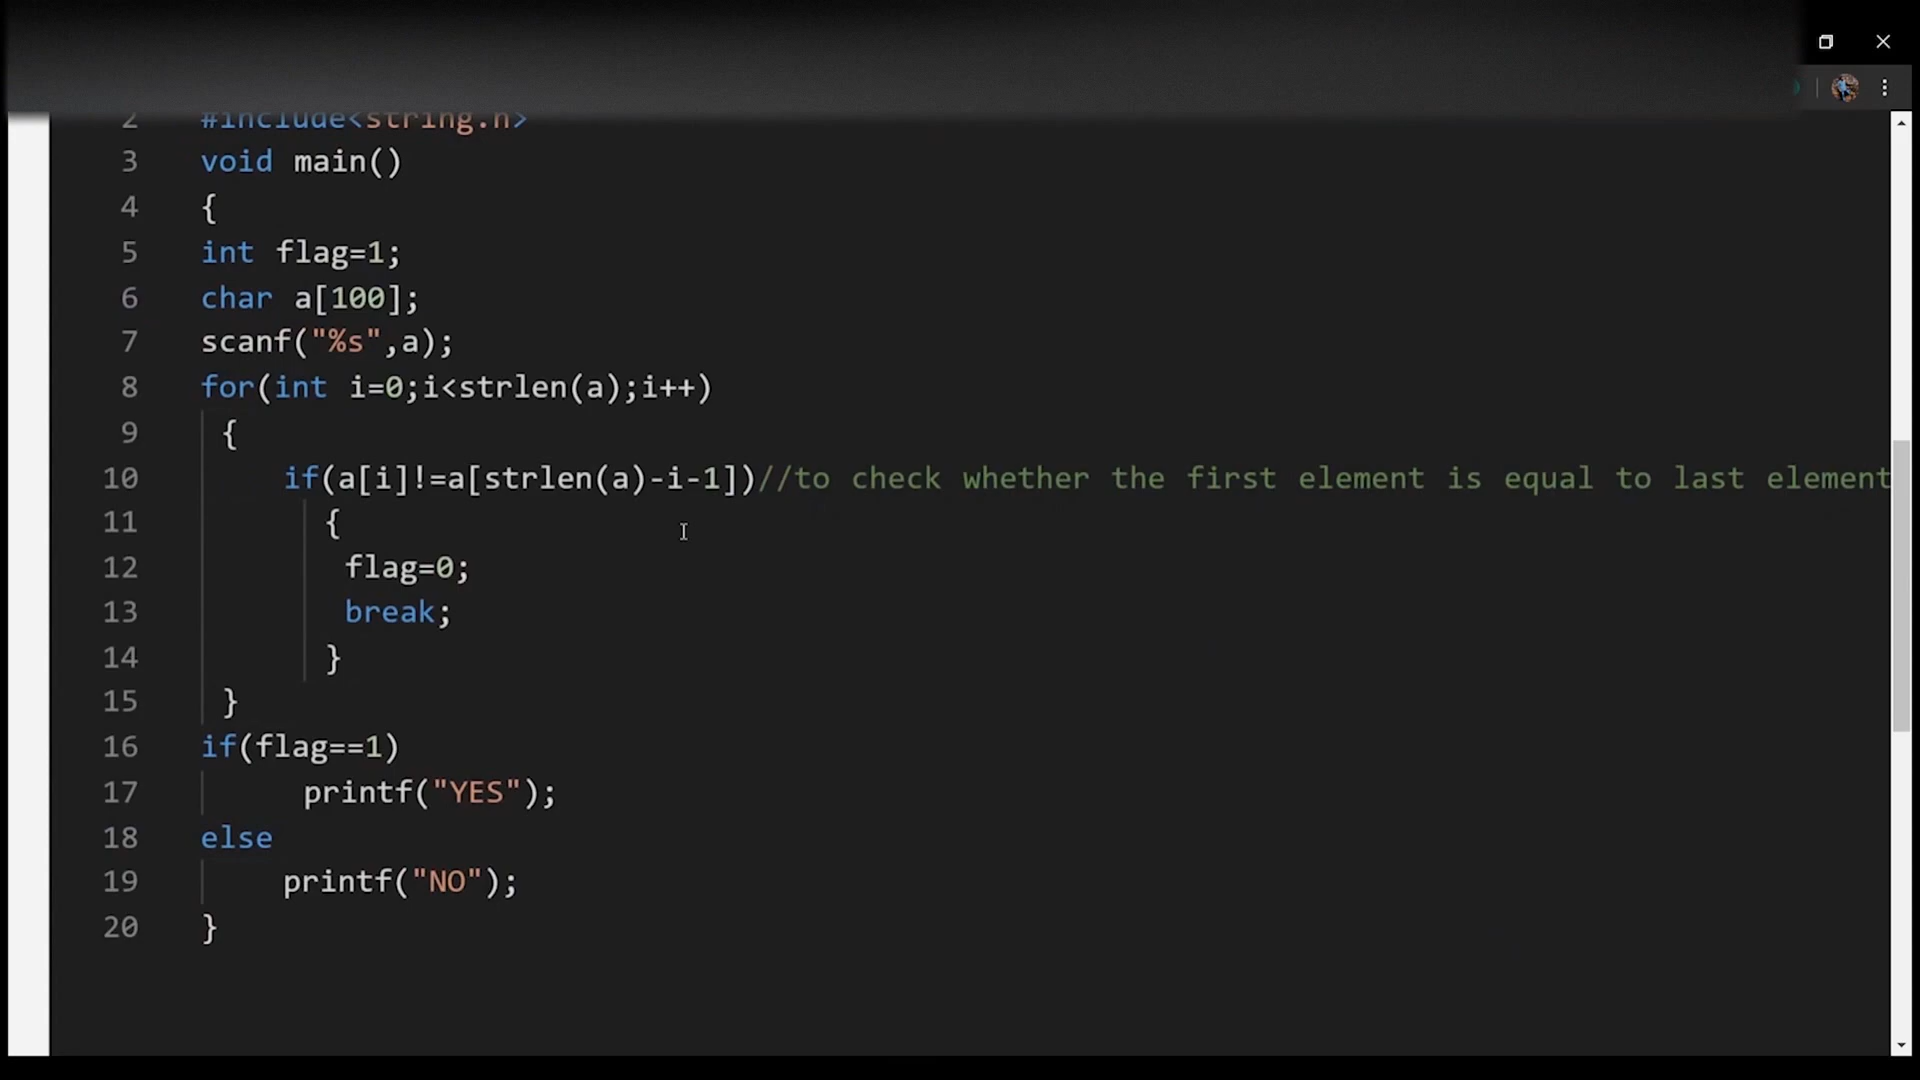 2 #include<string.h>
3 void main()
4 {
5 int flag=1;
6 char a[100];
7 scanf("%s",a);
8 for(int i=0;i<strlen(a);i++)
9 {
10 if(a[i]!=a[strlen(a)-i-1])//to check whether the first element is equal to last element
11 {
12 flag=0;
13 break;
14 }
15 }
16 if(flag==1)
17 printf("YES");
18 else
19 printf("NO");
20 }